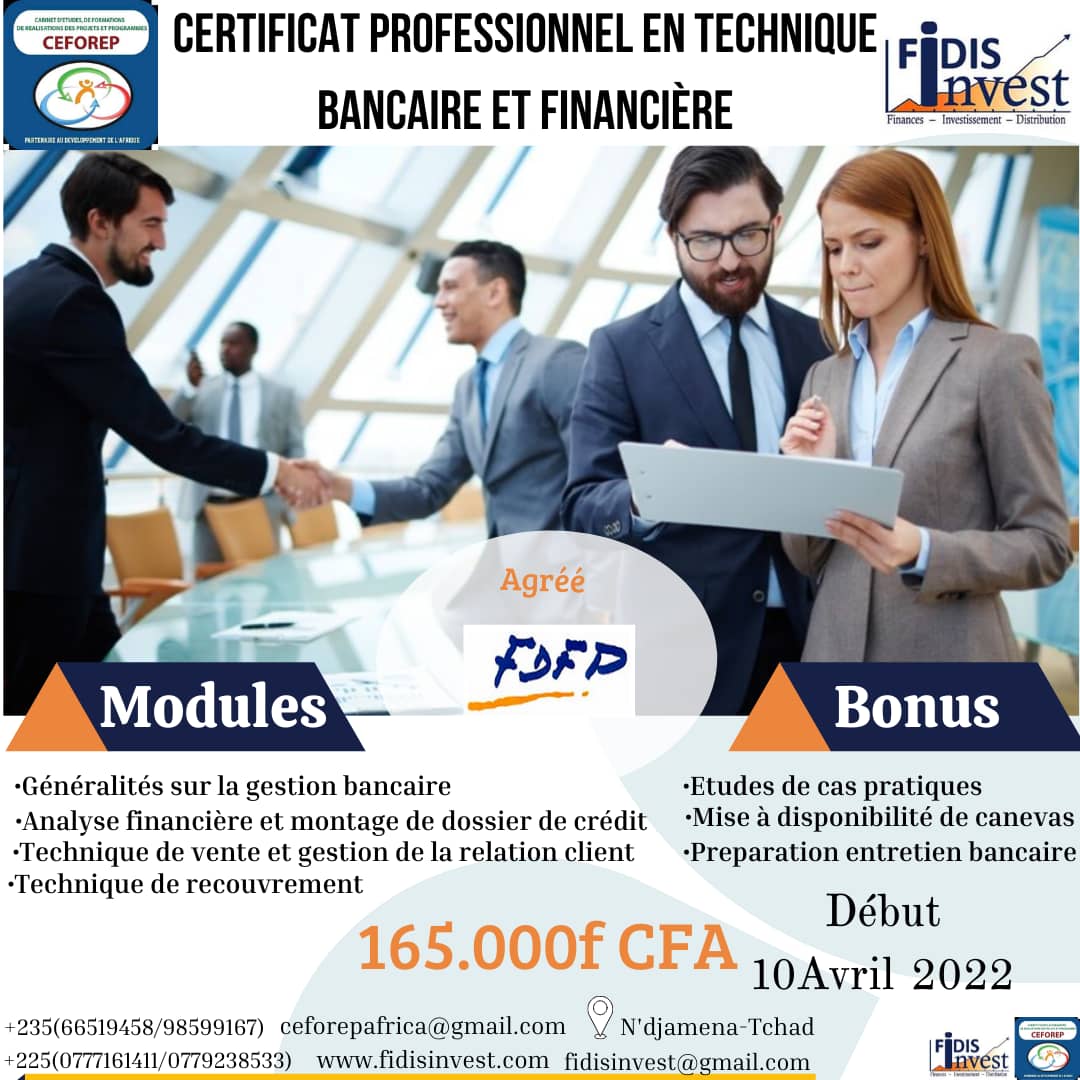 CABINET D'ETUDES, DE FORMATIONS
DE REALISATIONS DES PROJETS ET PROGRAMMES
CEFOREP
PARTENAIRE AU DEVELOPPEMENT DE L'AFRIQUE
CERTIFICAT PROFESSIONNEL EN TECHNIQUE
BANCAIRE ET FINANCIÈRE
FiDIS
invest
Finances – Investissement – Distribution
Agréé
FDFP
Modules
•Généralités sur la gestion bancaire
•Analyse financière et montage de dossier de crédit
•Technique de vente et gestion de la relation client
•Technique de recouvrement
Bonus
•Etudes de cas pratiques
•Mise à disponibilité de canevas
•Preparation entretien bancaire
165.000f CFA
Début
10Avril 2022
+235(66519458/98599167) ceforepafrica@gmail.com N'djamena-Tchad
+225(0777161411/0779238533) www.fidisinvest.com fidisinvest@gmail.com
FiDIS
invest
Finances – Investissement – Distribution
CEFOREP